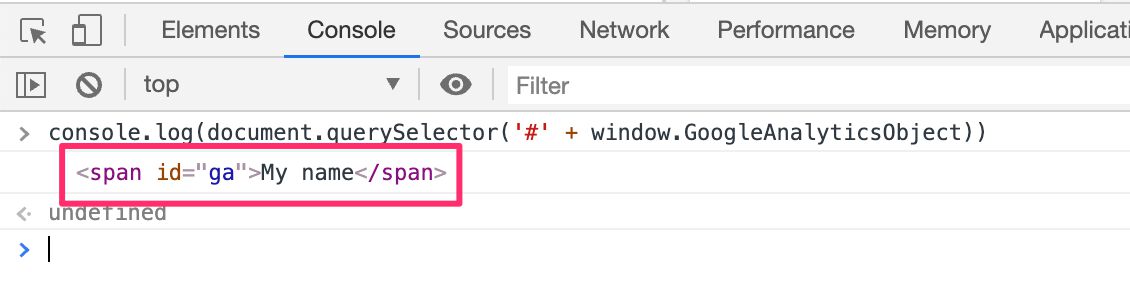 Elements Console Sources Network Performance Memory Applicati
top Filter
> console.log(document.querySelector('#' + window.GoogleAnalyticsObject))
<span id="ga">My name</span>
undefined
>